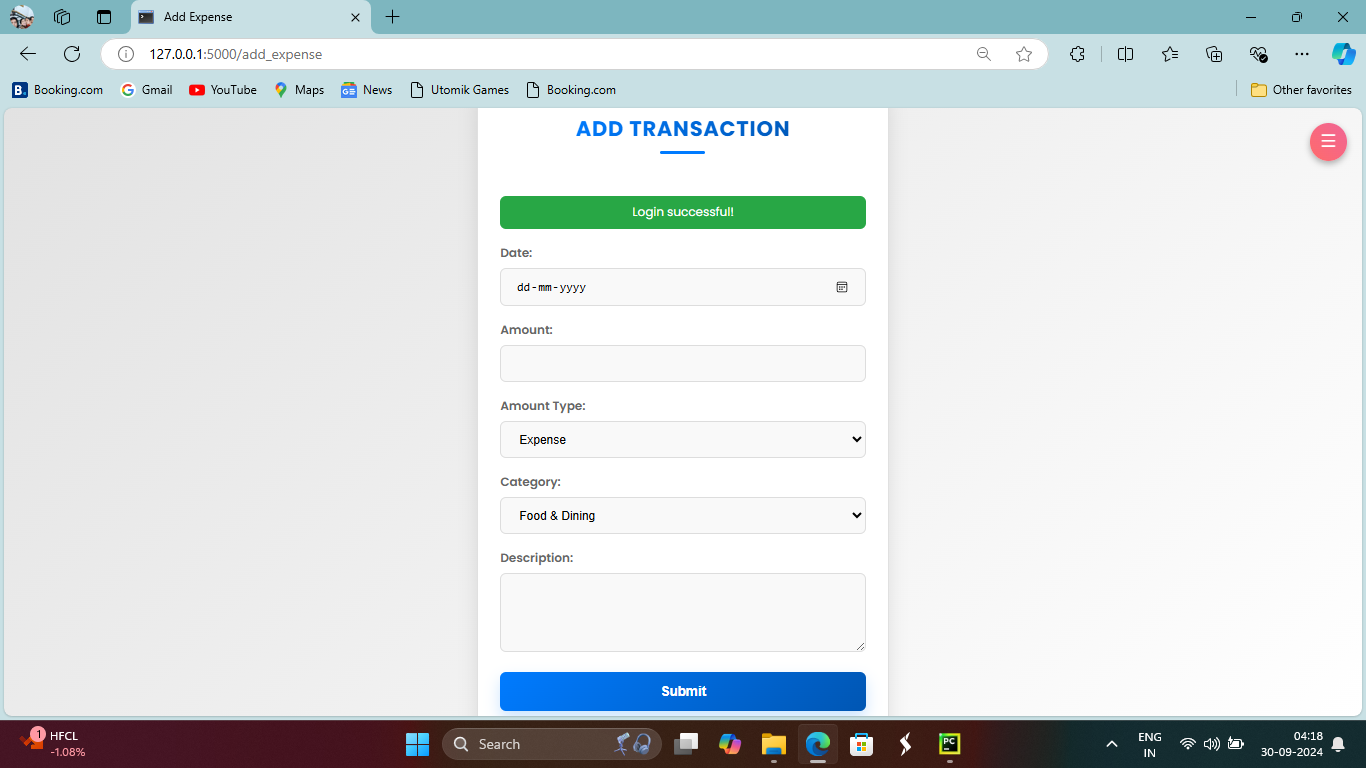 Add Expense
127.0.0.1:5000/add_expense
B. Booking.com
Gmail
YouTube
Maps
GE News
Utomik Games
Booking.com
Other favorites
ADD TRANSACTION
Login successful!
Date:
dd-mm-yyyy
Amount:
Amount Type:
Expense
Category:
Food & Dining
Description:
Submit
1
HFCL
-1.08%
Search
PC
ENG
IN
04:18
30-09-2024